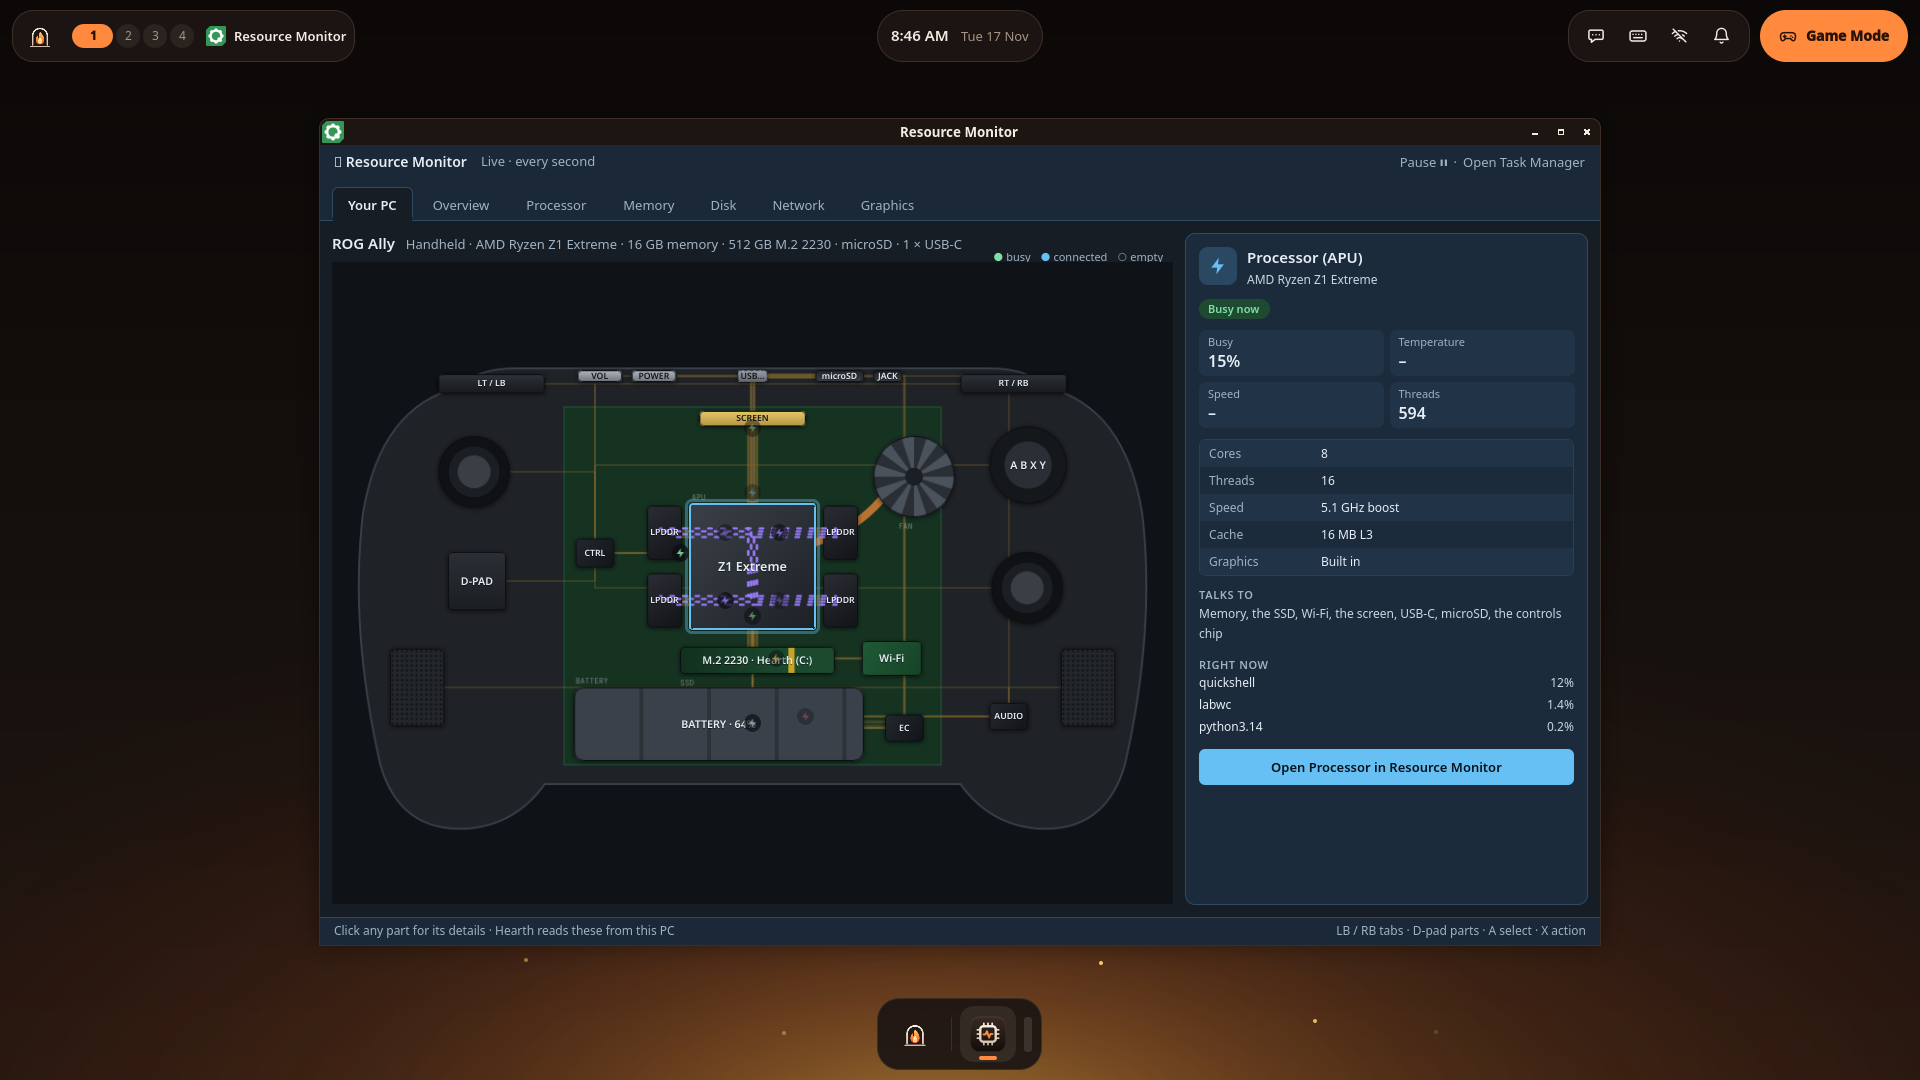 1 2 3 4 Resource Monitor
8:46 AM Tue 17 Nov
Game Mode
Resource Monitor
Resource Monitor Live · every second
Pause · Open Task Manager
Your PC Overview Processor Memory Disk Network Graphics
ROG Ally Handheld · AMD Ryzen Z1 Extreme · 16 GB memory · 512 GB M.2 2230 · microSD · 1 × USB-C
busy connected empty
LT / LB VOL POWER USB... microSD JACK RT / RB
SCREEN
A B X Y
APU
FAN
LPDDR LPDDR
CTRL
Z1 Extreme
D-PAD
LPDDR LPDDR
M.2 2230 · Hearth (C:)
Wi-Fi
BATTERY SSD
BATTERY · 64
EC
AUDIO
Processor (APU)
AMD Ryzen Z1 Extreme
Busy now
Busy
15%
Temperature
–
Speed
–
Threads
594
Cores 8
Threads 16
Speed 5.1 GHz boost
Cache 16 MB L3
Graphics Built in
TALKS TO
Memory, the SSD, Wi-Fi, the screen, USB-C, microSD, the controls
chip
RIGHT NOW
quickshell 12%
labwc 1.4%
python3.14 0.2%
Open Processor in Resource Monitor
Click any part for its details · Hearth reads these from this PC
LB / RB tabs · D-pad parts · A select · X action